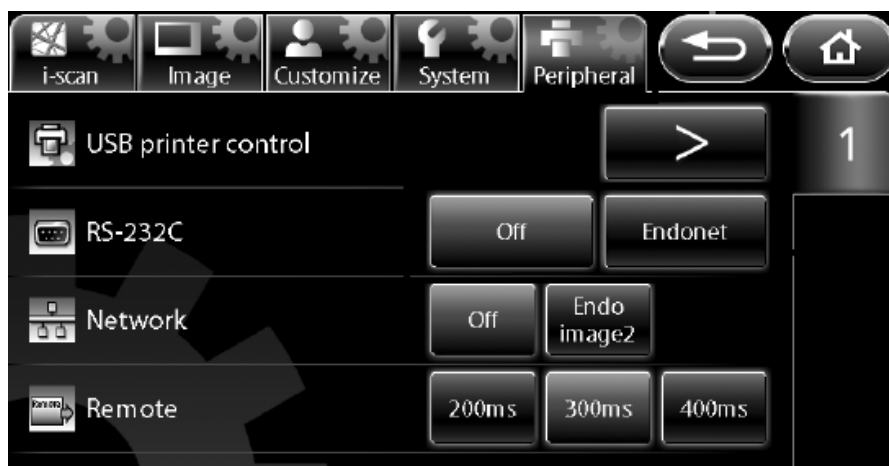 i-scan Image Customize System Peripheral
USB printer control > 1
RS-232C Off Endonet
Network Off Endo
image2
Remote 200ms 300ms 400ms